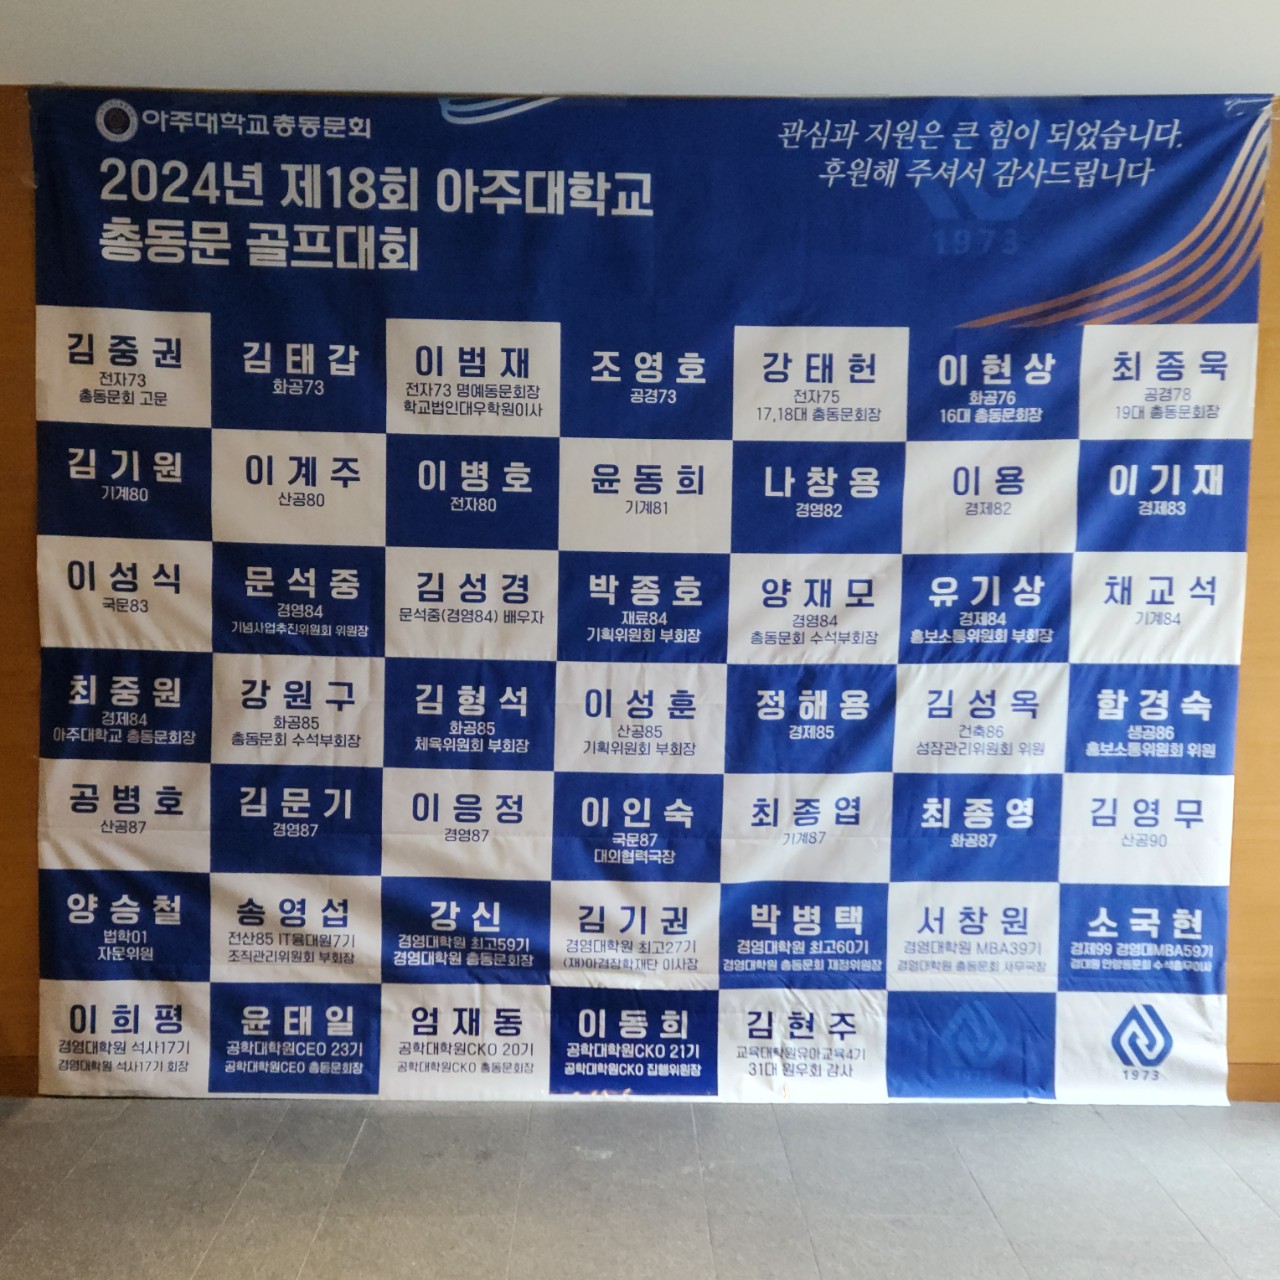 아주대학교총동문회
2024년 제18회 아주대학교
총동문 골프대회
관심과 지원은 큰 힘이 되었습니다.
후원해 주셔서 감사드립니다
1973
김중권
전자73
총동문회 고문
김태갑
화공73
이범재
전자73 명예동문회장
학교법인대우학원이사
조영호
공경73
강태헌
전자75
17,18대 총동문회장
이현상
화공76
16대 총동문회장
최종욱
공경78
19대 총동문회장
김기원
기계80
이계주
산공80
이병호
전자80
윤동희
기계81
나창용
경영82
이용
경제82
이기재
경제83
이성식
국문83
문석중
경영84
기념사업추진위원회 위원장
김성경
문석중(경영84) 배우자
박종호
재료84
기획위원회 부회장
양재모
경영84
총동문회 수석부회장
유기상
경제84
홍보소통위원회 부회장
채교석
기계84
최중원
경제84
아주대학교 총동문회장
강원구
화공85
총동문회 수석부회장
김형석
화공85
체육위원회 부회장
이성훈
산공85
기획위원회 부회장
정해용
경제85
김성옥
건축86
성장관리위원회 위원
함경숙
생공86
홍보소통위원회 위원
공병호
산공87
김문기
경영87
이응정
경영87
이인숙
국문87
대외협력국장
최종엽
기계87
최종영
화공87
김영무
산공90
양승철
법학01
자문위원
송영섭
전산85 IT융대원7기
조직관리위원회 부회장
강신
경영대학원 최고59기
경영대학원 총동문회장
김기권
경영대학원 최고27기
(재)아경장학재단 이사장
박병택
경영대학원 최고60기
경영대학원 총동문회 재정위원장
서창원
경영대학원 MBA39기
경영대학원 총동문회 사무국장
소국현
경제99 경영대MBA59기
경대원 안양동문회 수석총무이사
이희평
경영대학원 석사17기
경영대학원 석사17기 회장
윤태일
공학대학원CEO 23기
공학대학원CEO 총동문회장
엄재동
공학대학원CKO 20기
공학대학원CKO 총동문회장
이동희
공학대학원CKO 21기
공학대학원CKO 집행위원장
김현주
교육대학원유아교육4기
31대 원우회 감사
1973
1973